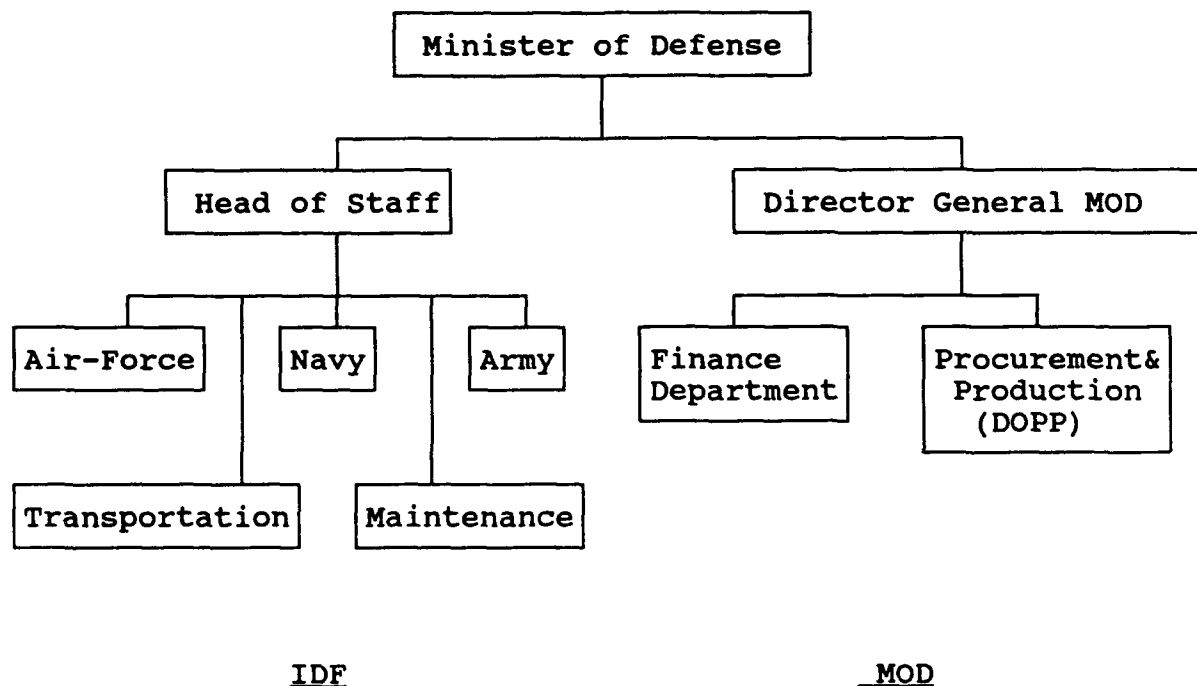 Minister of Defense
Head of Staff
Director General MOD
Air-Force
Navy
Army
Finance
Department
Procurement&
Production
(DOPP)
Transportation
Maintenance
IDF
MOD